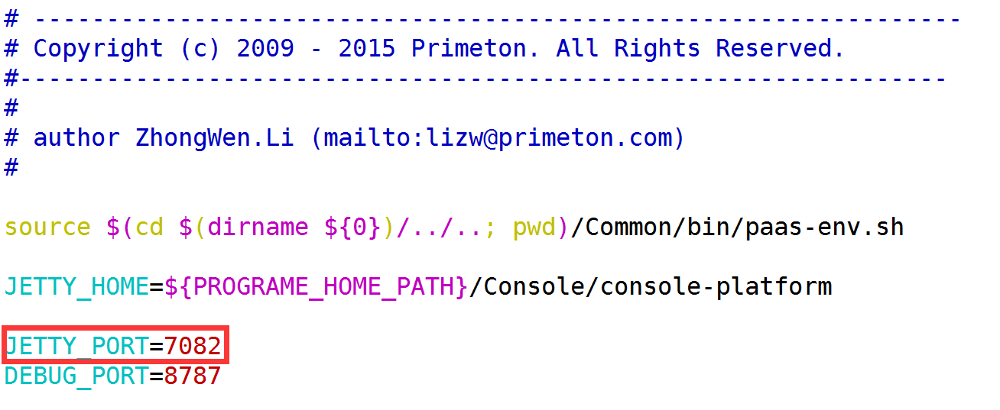 # ----------------------------------------------------------------
# Copyright (c) 2009 - 2015 Primeton. All Rights Reserved.
#----------------------------------------------------------------
#
# author ZhongWen.Li (mailto:lizw@primeton.com)
#
source $(cd $(dirname ${0})/../..; pwd)/Common/bin/paas-env.sh
JETTY_HOME=${PROGRAME_HOME_PATH}/Console/console-platform
JETTY_PORT=7082
DEBUG_PORT=8787